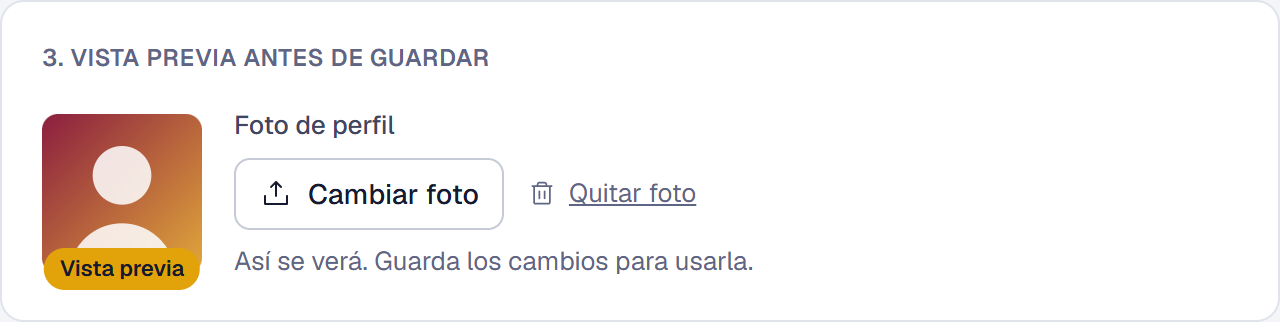 3. VISTA PREVIA ANTES DE GUARDAR
Foto de perfil
Cambiar foto
Quitar foto
Vista previa
Así se verá. Guarda los cambios para usarla.